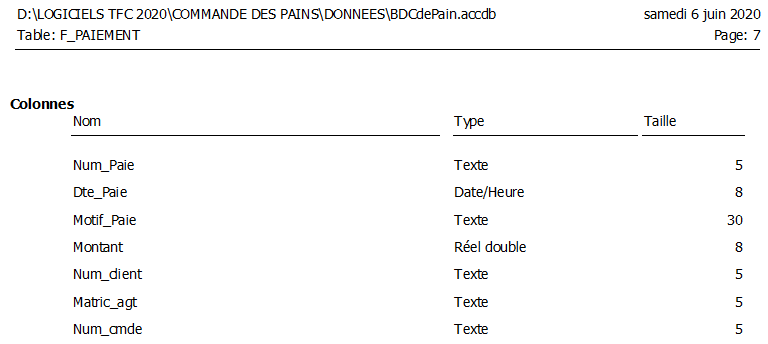 D:\LOGICIELS TFC 2020\COMMANDE DES PAINS\DONNEES\BDCdePain.accdb samedi 6 juin 2020
Table: F_PAIEMENT Page: 7
Colonnes
Nom Type Taille
Num_Paie Texte 5
Dte_Paie Date/Heure 8
Motif_Paie Texte 30
Montant Réel double 8
Num_client Texte 5
Matric_agt Texte 5
Num_cmde Texte 5